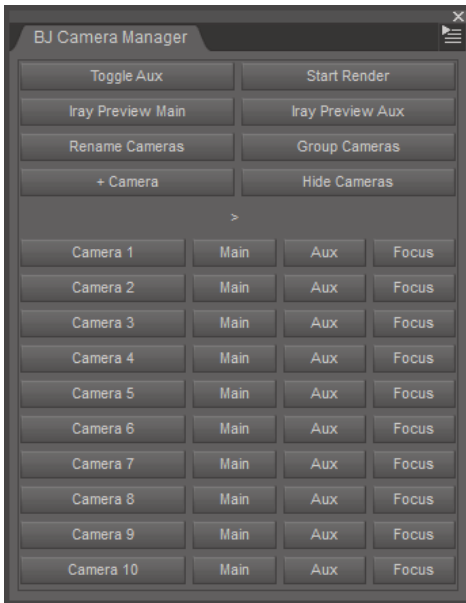 BJ Camera Manager
Toggle Aux Start Render
Iray Preview Main Iray Preview Aux
Rename Cameras Group Cameras
+ Camera Hide Cameras
>
Camera 1 Main Aux Focus
Camera 2 Main Aux Focus
Camera 3 Main Aux Focus
Camera 4 Main Aux Focus
Camera 5 Main Aux Focus
Camera 6 Main Aux Focus
Camera 7 Main Aux Focus
Camera 8 Main Aux Focus
Camera 9 Main Aux Focus
Camera 10 Main Aux Focus